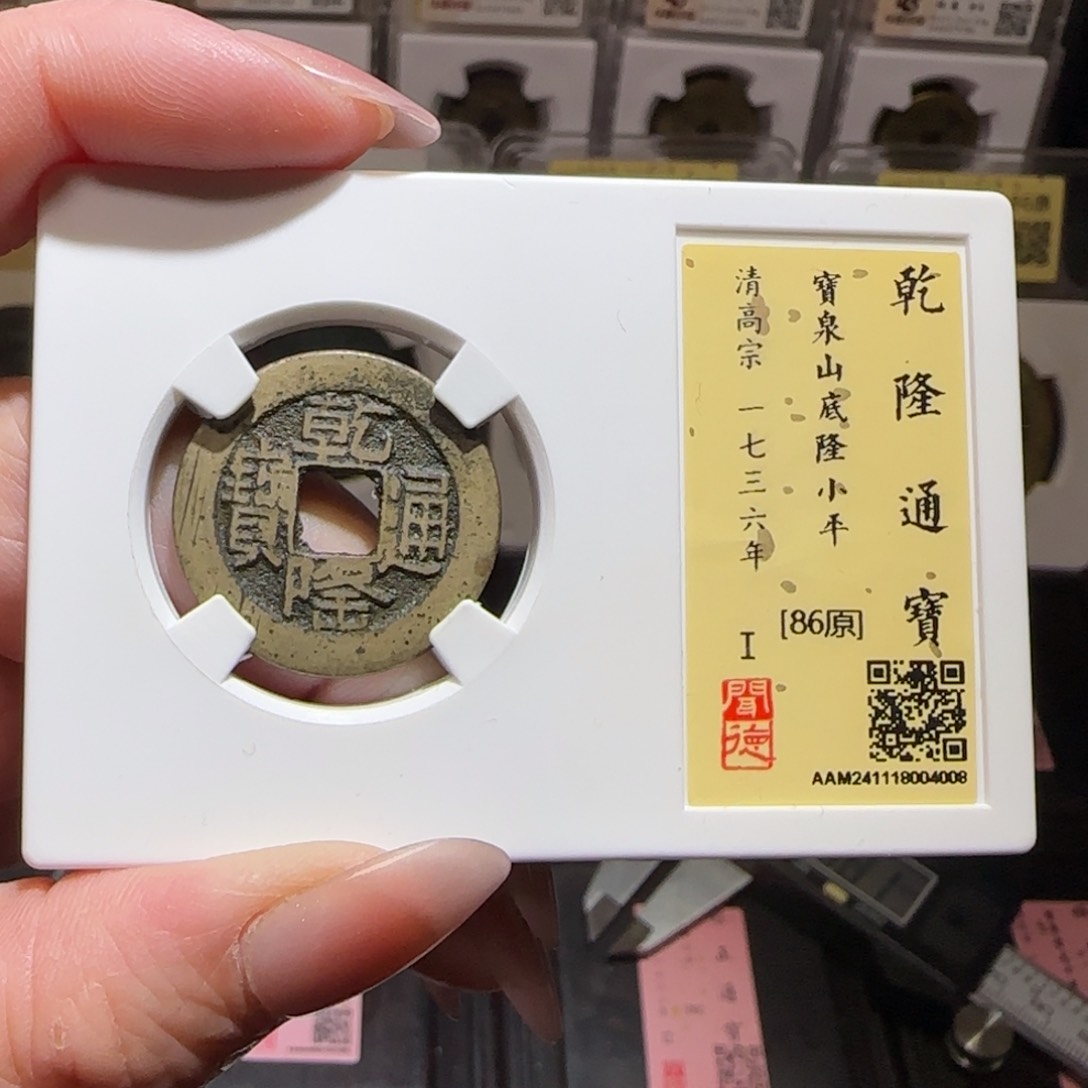 乾隆通寶
乾隆通寶
寶泉山底隆小平
清高宗 一七三六年 I
[86原]
聞德
AAM241118004008